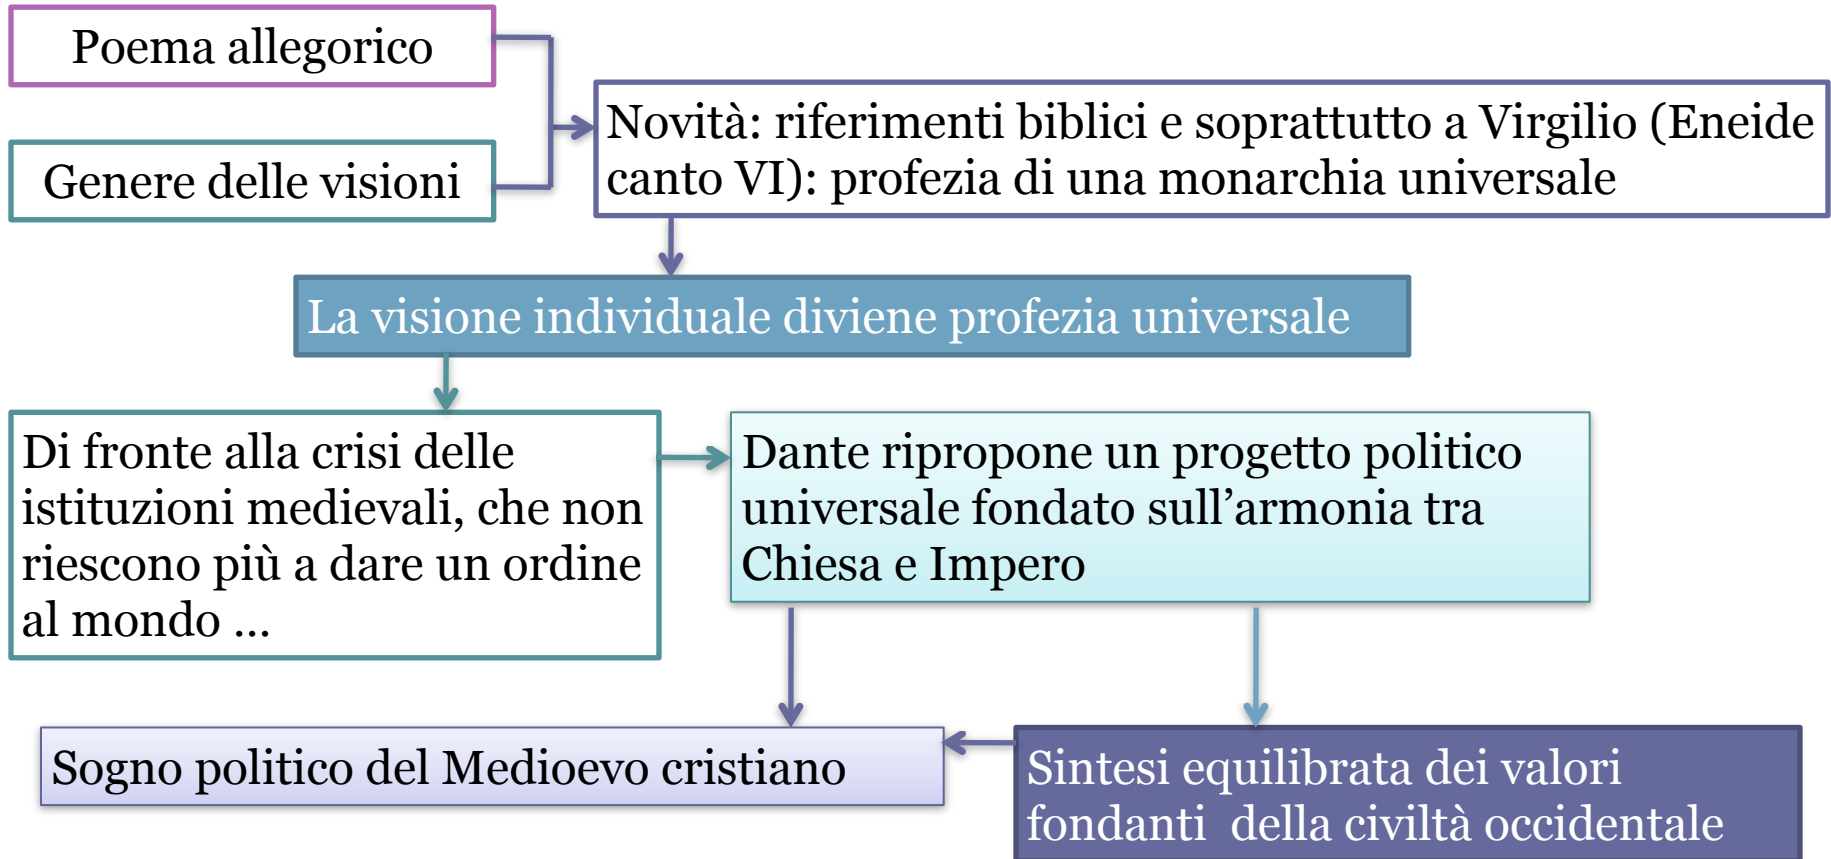 Poema allegorico
Genere delle visioni
Novità: riferimenti biblici e soprattutto a Virgilio (Eneide
canto VI): profezia di una monarchia universale
La visione individuale diviene profezia universale
Di fronte alla crisi delle
istituzioni medievali, che non
riescono più a dare un ordine
al mondo ...
Dante ripropone un progetto politico
universale fondato sull’armonia tra
Chiesa e Impero
Sogno politico del Medioevo cristiano
Sintesi equilibrata dei valori
fondanti  della civiltà occidentale